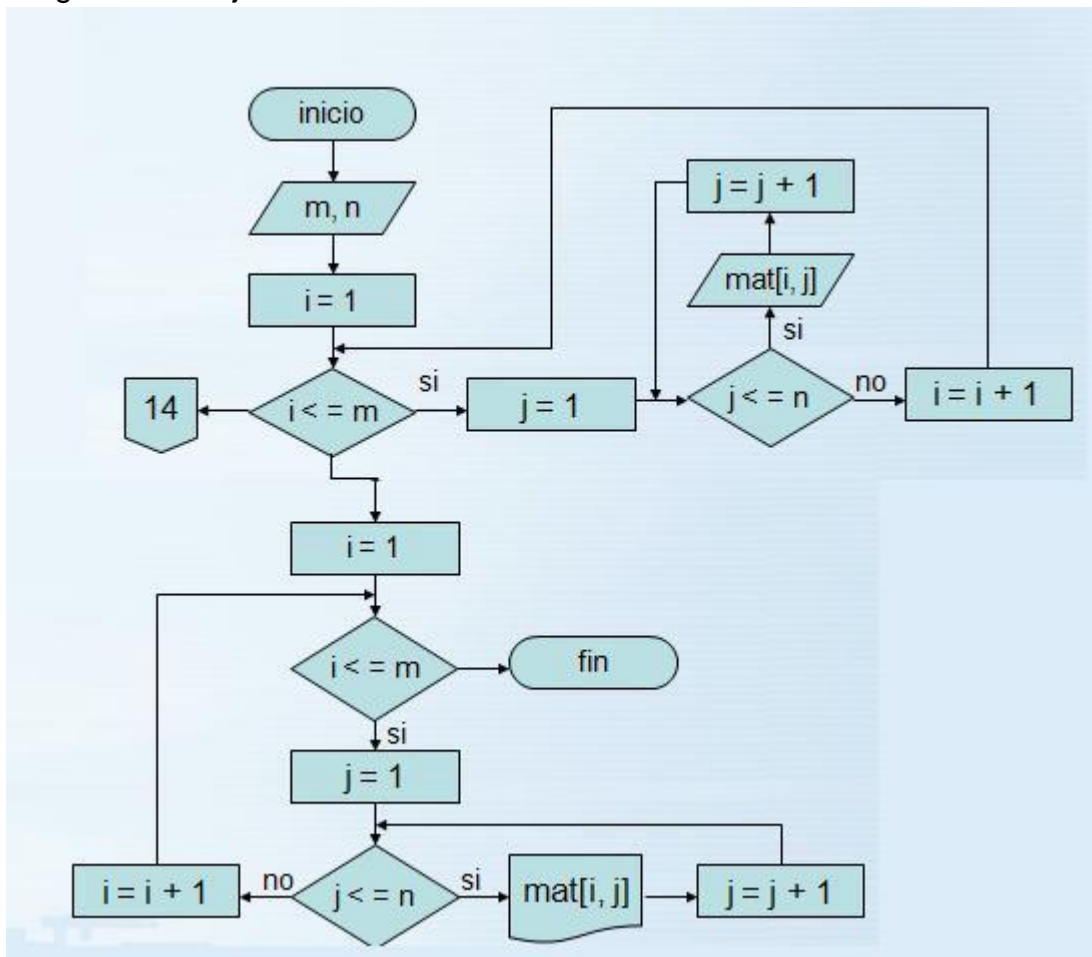 inicio
m, n
i = 1
i < = m
14
si
j = 1
j < = n
si
mat[i, j]
j = j + 1
no
i = i + 1
i = 1
i < = m
fin
si
j = 1
j < = n
no
i = i + 1
si
mat[i, j]
j = j + 1